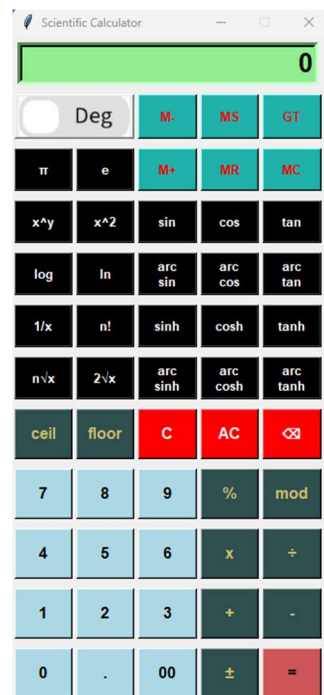 Scientific Calculator
0
Deg M- MS GT
π e M+ MR MC
x^y x^2 sin cos tan
log ln arc sin arc cos arc tan
1/x n! sinh cosh tanh
n√x 2√x arc sinh arc cosh arc tanh
ceil floor C AC ⌫
7 8 9 % mod
4 5 6 x ÷
1 2 3 + -
0 . 00 ± =